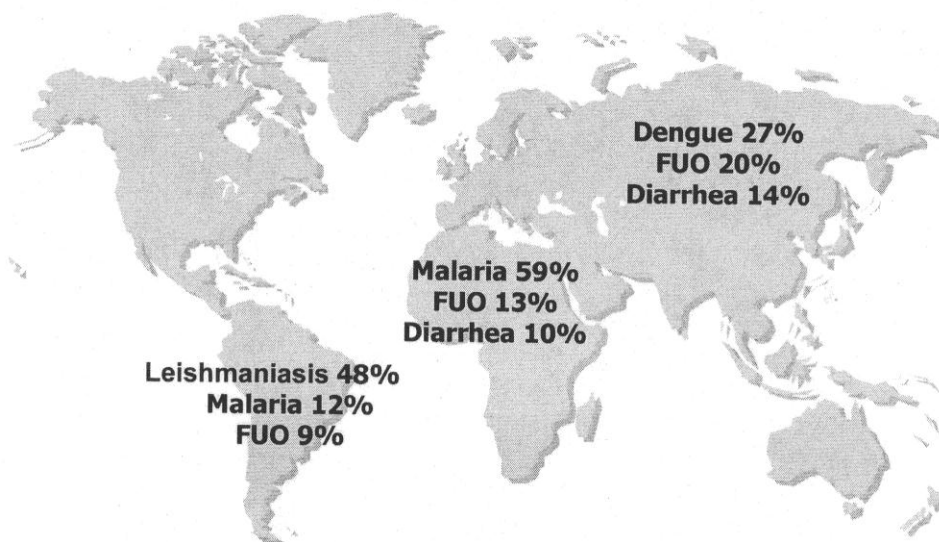 Dengue 27%
FUO 20%
Diarrhea 14%
Malaria 59%
FUO 13%
Diarrhea 10%
Leishmaniasis 48%
Malaria 12%
FUO 9%